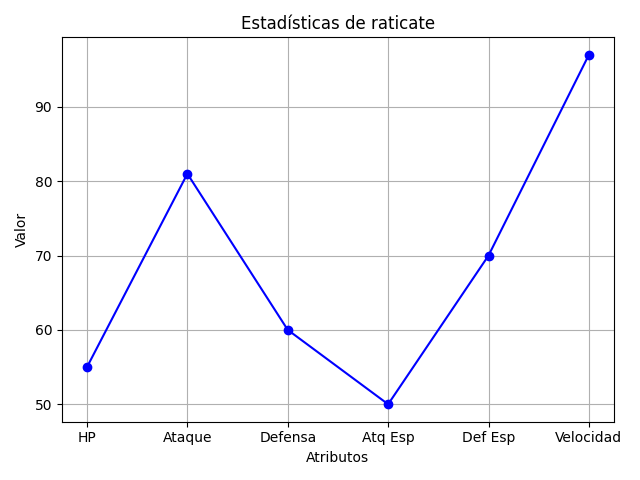 Estadísticas de raticate
Valor
90
80
70
60
50
HP Ataque Defensa Atq Esp Def Esp Velocidad
Atributos